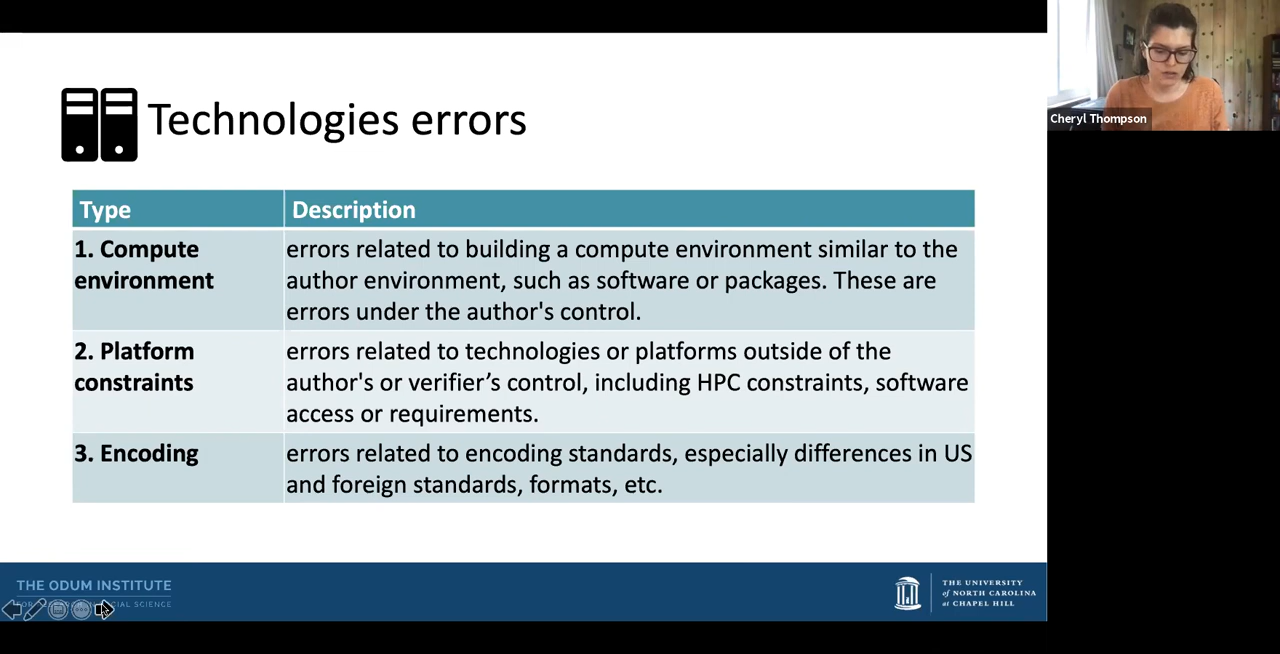 Technologies errors
Cheryl Thompson
Type Description
1. Compute environment
errors related to building a compute environment similar to the
author environment, such as software or packages. These are
errors under the author's control.
2. Platform constraints
errors related to technologies or platforms outside of the
author's or verifier’s control, including HPC constraints, software
access or requirements.
3. Encoding
errors related to encoding standards, especially differences in US
and foreign standards, formats, etc.
THE ODUM INSTITUTE
SCIENCE
THE UNIVERSITY
of NORTH CAROLINA
at CHAPEL HILL